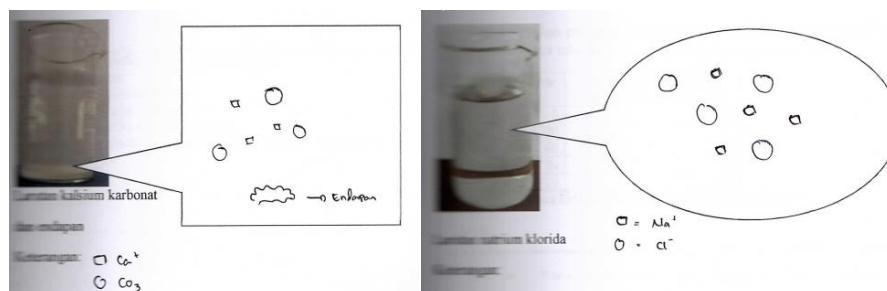 → Endapan
Larutan kalsium karbonat
dan endapan
Keterangan: □ Ca⁺
○ CO₃
□ = Na⁺
○ = Cl⁻
Larutan natrium klorida
Keterangan: